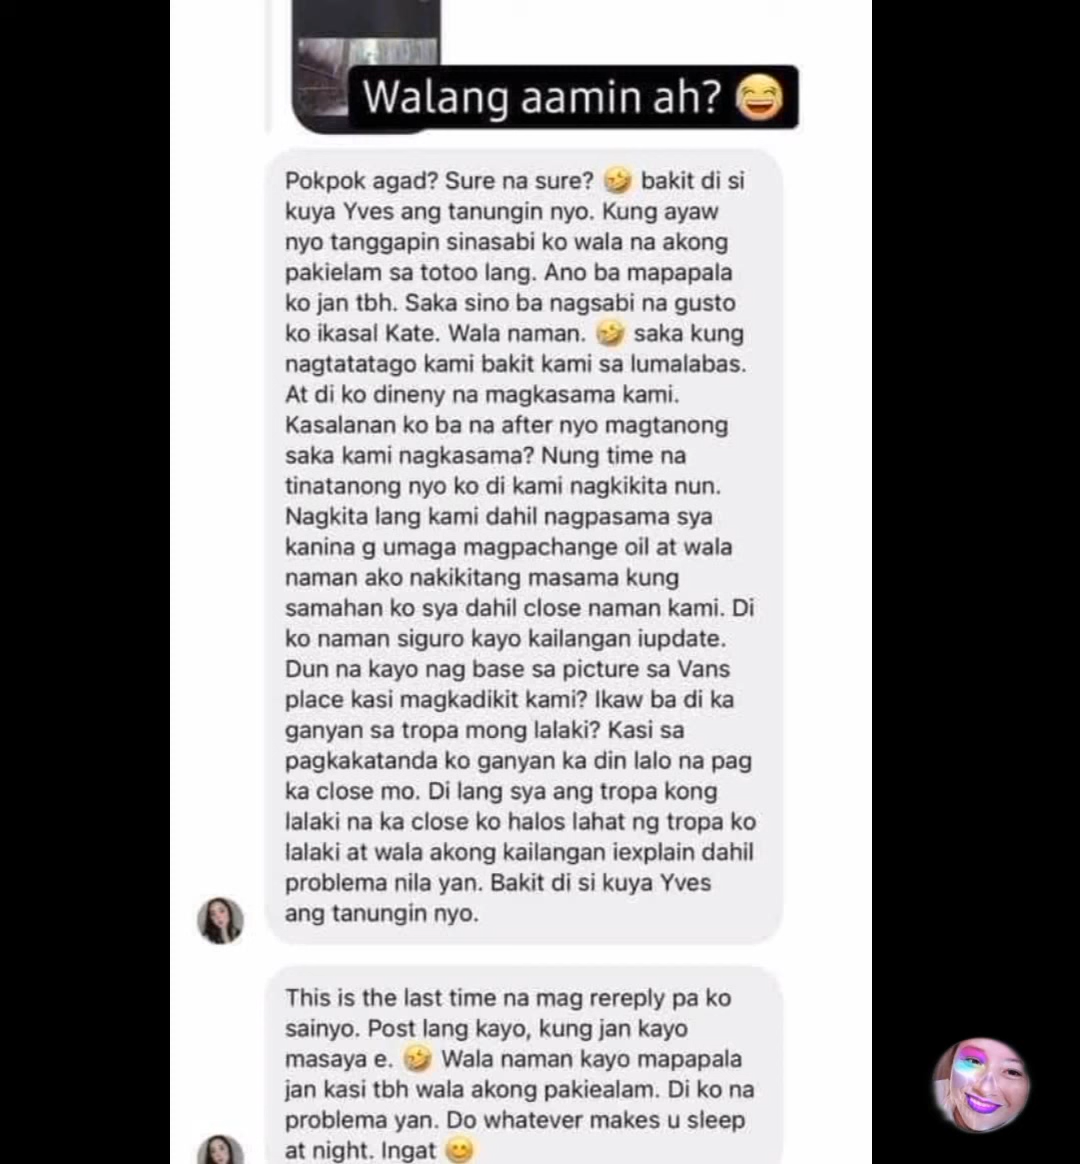 Walang aamin ah? 😂
Pokpok agad? Sure na sure? 🤣 bakit di si
kuya Yves ang tanungin nyo. Kung ayaw
nyo tanggapin sinasabi ko wala na akong
pakielam sa totoo lang. Ano ba mapapala
ko jan tbh. Saka sino ba nagsabi na gusto
ko ikasal Kate. Wala naman. 🤣 saka kung
nagtatatago kami bakit kami sa lumalabas.
At di ko dineny na magkasama kami.
Kasalanan ko ba na after nyo magtanong
saka kami nagkasama? Nung time na
tinatanong nyo ko di kami nagkikita nun.
Nagkita lang kami dahil nagpasama sya
kanina g umaga magpachange oil at wala
naman ako nakikitang masama kung
samahan ko sya dahil close naman kami. Di
ko naman siguro kayo kailangan iupdate.
Dun na kayo nag base sa picture sa Vans
place kasi magkadikit kami? Ikaw ba di ka
ganyan sa tropa mong lalaki? Kasi sa
pagkakatanda ko ganyan ka din lalo na pag
ka close mo. Di lang sya ang tropa kong
lalaki na ka close ko halos lahat ng tropa ko
lalaki at wala akong kailangan iexplain dahil
problema nila yan. Bakit di si kuya Yves
ang tanungin nyo.
This is the last time na mag rereply pa ko
sainyo. Post lang kayo, kung jan kayo
masaya e. 🤣 Wala naman kayo mapapala
jan kasi tbh wala akong pakiealam. Di ko na
problema yan. Do whatever makes u sleep
at night. Ingat 😊